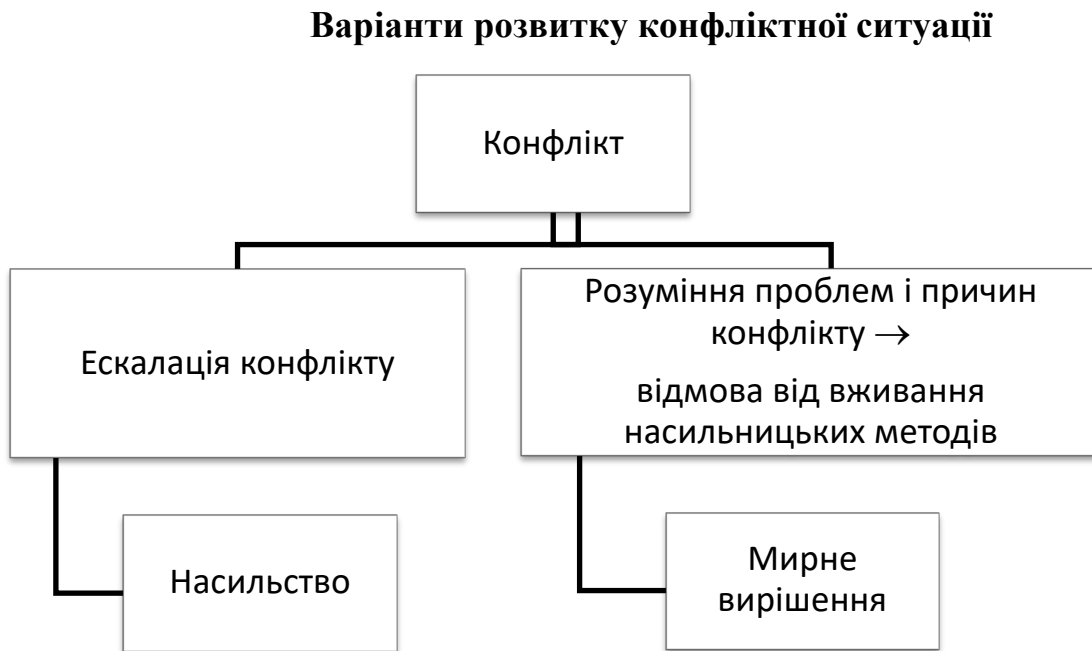 Варіанти розвитку конфліктної ситуації
Конфлікт
Ескалація конфлікту
Розуміння проблем і причин
конфлікту →
відмова від вживання
насильницьких методів
Насильство
Мирне
вирішення